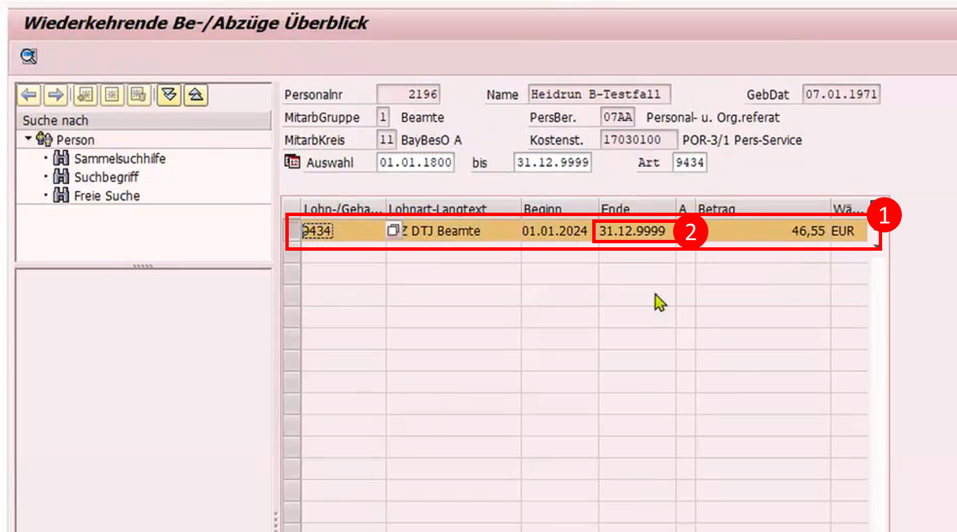 Wiederkehrende Be-/Abzüge Überblick
Suche nach
Person
Sammelsuchhilfe
Suchbegriff
Freie Suche
Personalnr 2196 Name Heidrun B-Testfall GebDat 07.01.1971
MitarbGruppe 1 Beamte PersBer. 07AA Personal- u. Org.referat
MitarbKreis 11 BayBesO A Kostenst. 17030100 POR-3/1 Pers-Service
Auswahl 01.01.1800 bis 31.12.9999 Art 9434
Lohn-/Geha... Lohnart-Langtext Beginn Ende A Betrag Wä...
9434 Z DTJ Beamte 01.01.2024 31.12.9999 46,55 EUR
1
2